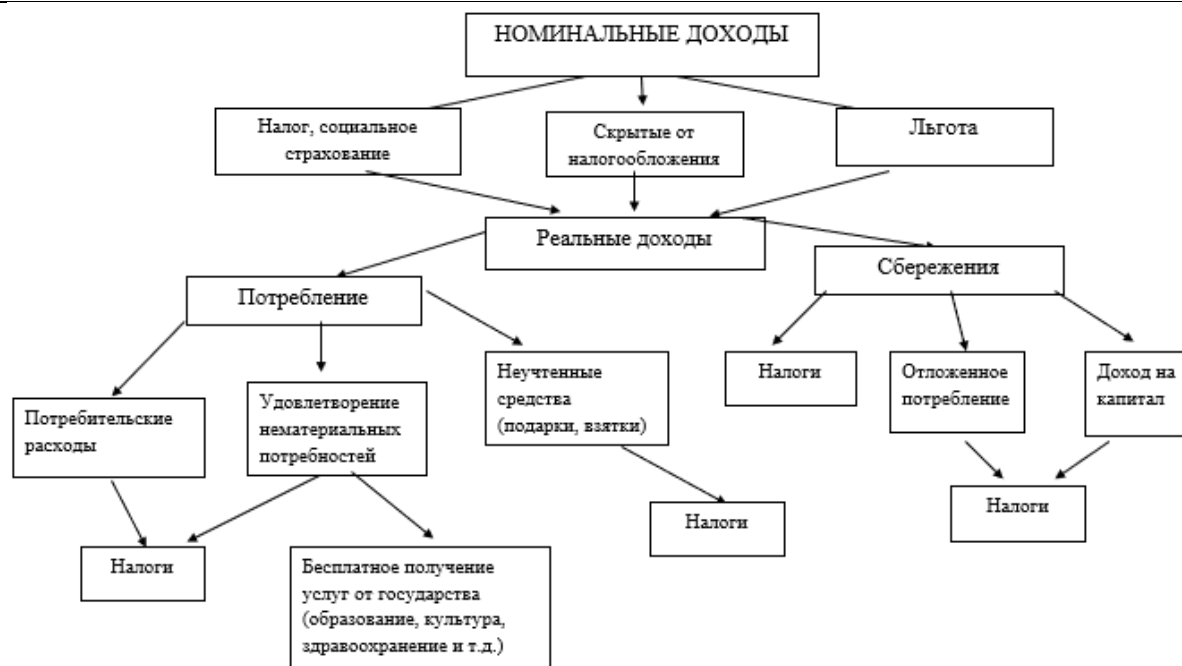 НОМИНАЛЬНЫЕ ДОХОДЫ
Налог, социальное
страхование
Скрытые от
налогообложения
Льгота
Реальные доходы
Потребление
Сбережения
Потребительские
расходы
Удовлетворение
нематериальных
потребностей
Неучтенные
средства
(подарки, взятки)
Налоги
Отложенное
потребление
Доход на
капитал
Налоги
Бесплатное получение
услуг от государства
(образование, культура,
здравоохранение и т.д.)
Налоги
Налоги